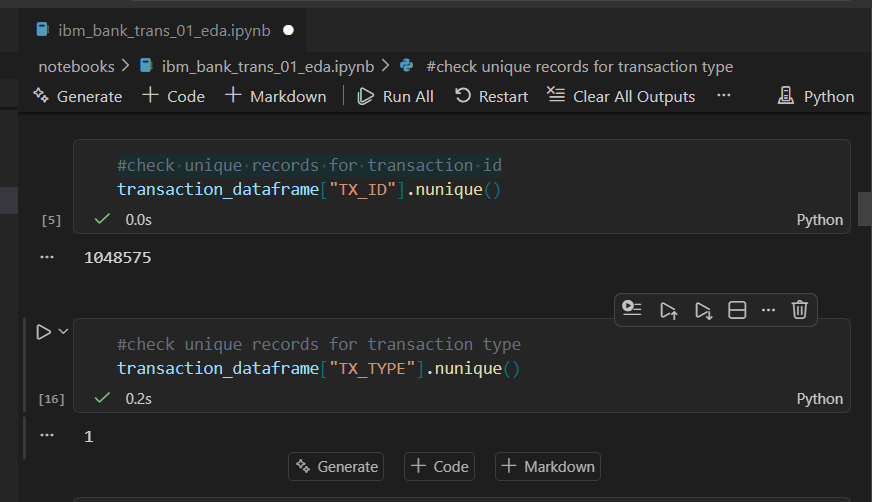 ibm_bank_trans_01_eda.ipynb
notebooks > ibm_bank_trans_01_eda.ipynb > #check unique records for transaction type
Generate + Code + Markdown | Run All Restart Clear All Outputs ... Python
#check unique records for transaction id
transaction_dataframe["TX_ID"].nunique()
[5] 0.0s Python
... 1048575
...
#check unique records for transaction type
transaction_dataframe["TX_TYPE"].nunique()
[16] 0.2s Python
... 1
Generate + Code + Markdown